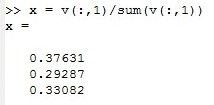 >> x = v(:,1)/sum(v(:,1))
x =
0.37631
0.29287
0.33082